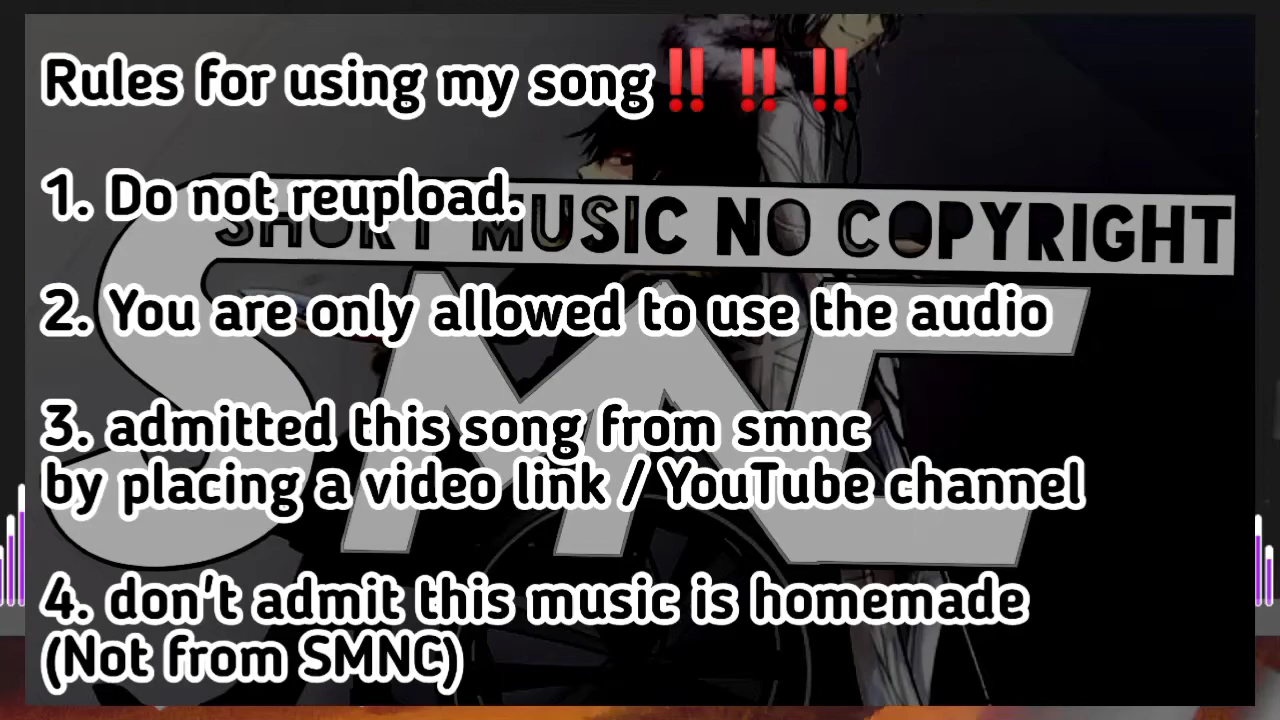 Rules for using my song‼️ ‼️ ‼️
1. Do not reupload.
SHORT MUSIC NO COPYRIGHT
2. You are only allowed to use the audio
SMNC
3. admitted this song from smnc
by placing a video link / YouTube channel
4. don't admit this music is homemade
(Not from SMNC)